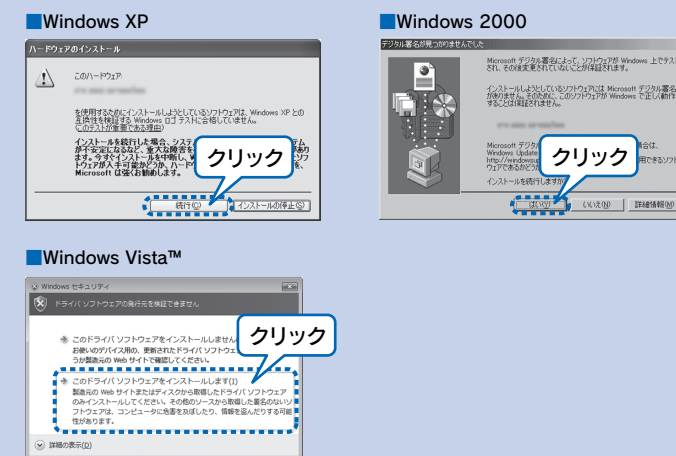 ■Windows XP
ハードウェアのインストール
このハードウェア:
を使用するためにインストールしようとしているソフトウェアは、Windows XP との
互換性を検証する Windows ロゴ テストに合格していません。
(このテストが重要である理由)
インストールを続行した場合、システ
が不安定になるなど、重大な障害を
ます。今すぐインストールを中断し、W
トウェアが入手可能かどうか、ハードウ
Microsoft は強くお勧めします。
クリック
続行(C)
インストールの停止(S)
■Windows 2000
デジタル署名が見つかりませんでした
Microsoft デジタル署名によって、ソフトウェアが Windows 上でテス
され、その後変更されていないことが保証されます。
インストールしようとしているソフトウェアには Microsoft デジタル署名
がありません。そのために、このソフトウェアが Windows で正しく動作
することは保証されません。
Microsoft デジタル
場合は、
Windows Update
http://windowsup
用できるソフト
ウェアであるかどうか
インストールを続行しますか
クリック
はい(Y)
いいえ(N)
詳細情報(M)
■Windows Vista™
Windows セキュリティ
ドライバ ソフトウェアの発行元を検証できません
このドライバ ソフトウェアをインストールしません
お使いのデバイス用の、更新されたドライバ ソフトウェ
うか製造元の Web サイトで確認してください。
クリック
このドライバ ソフトウェアをインストールします(I)
製造元の Web サイトまたはディスクから取得したドライバ ソフトウェア
のみインストールしてください。その他のソースから取得した署名のないソ
フトウェアは、コンピュータに危害を及ぼしたり、情報を盗んだりする可能
性があります。
詳細の表示(D)